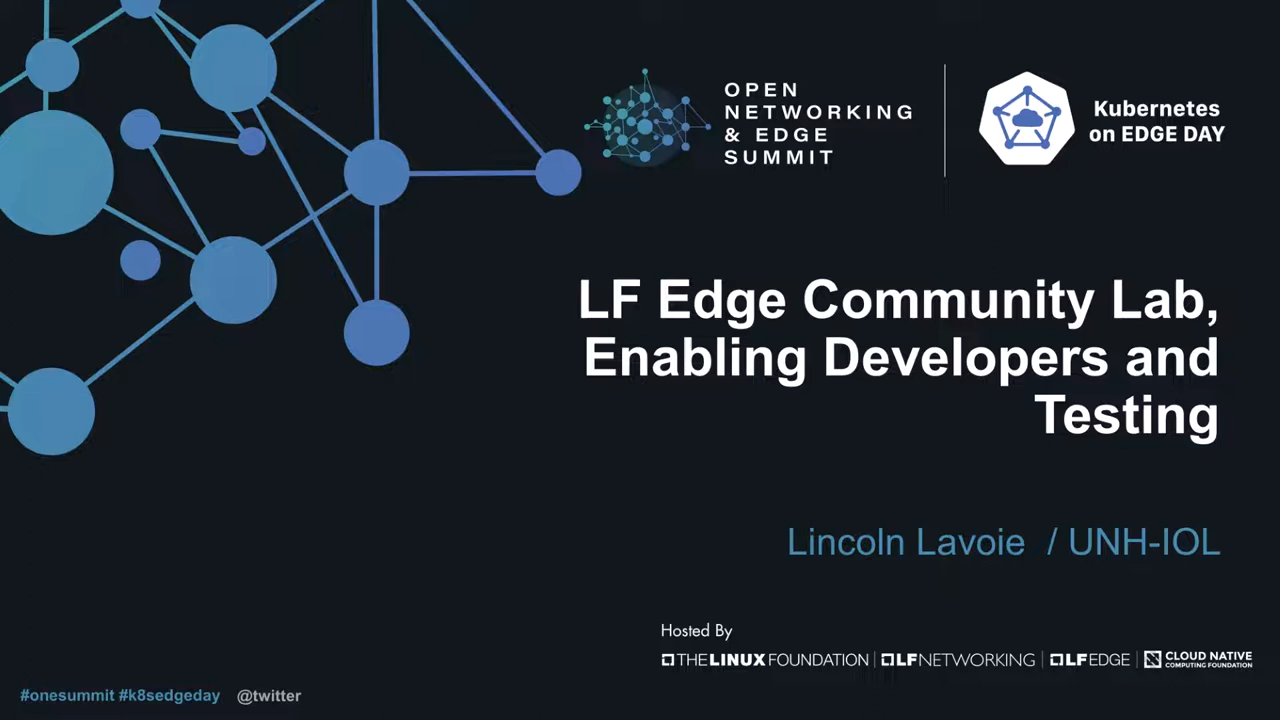 OPEN
NETWORKING
& EDGE
SUMMIT
Kubernetes
on EDGE DAY
LF Edge Community Lab,
Enabling Developers and
Testing
Lincoln Lavoie / UNH-IOL
Hosted By
THE LINUX FOUNDATION | LF NETWORKING | LF EDGE | CLOUD NATIVE
COMPUTING FOUNDATION
#onesummit #k8sedgeday @twitter